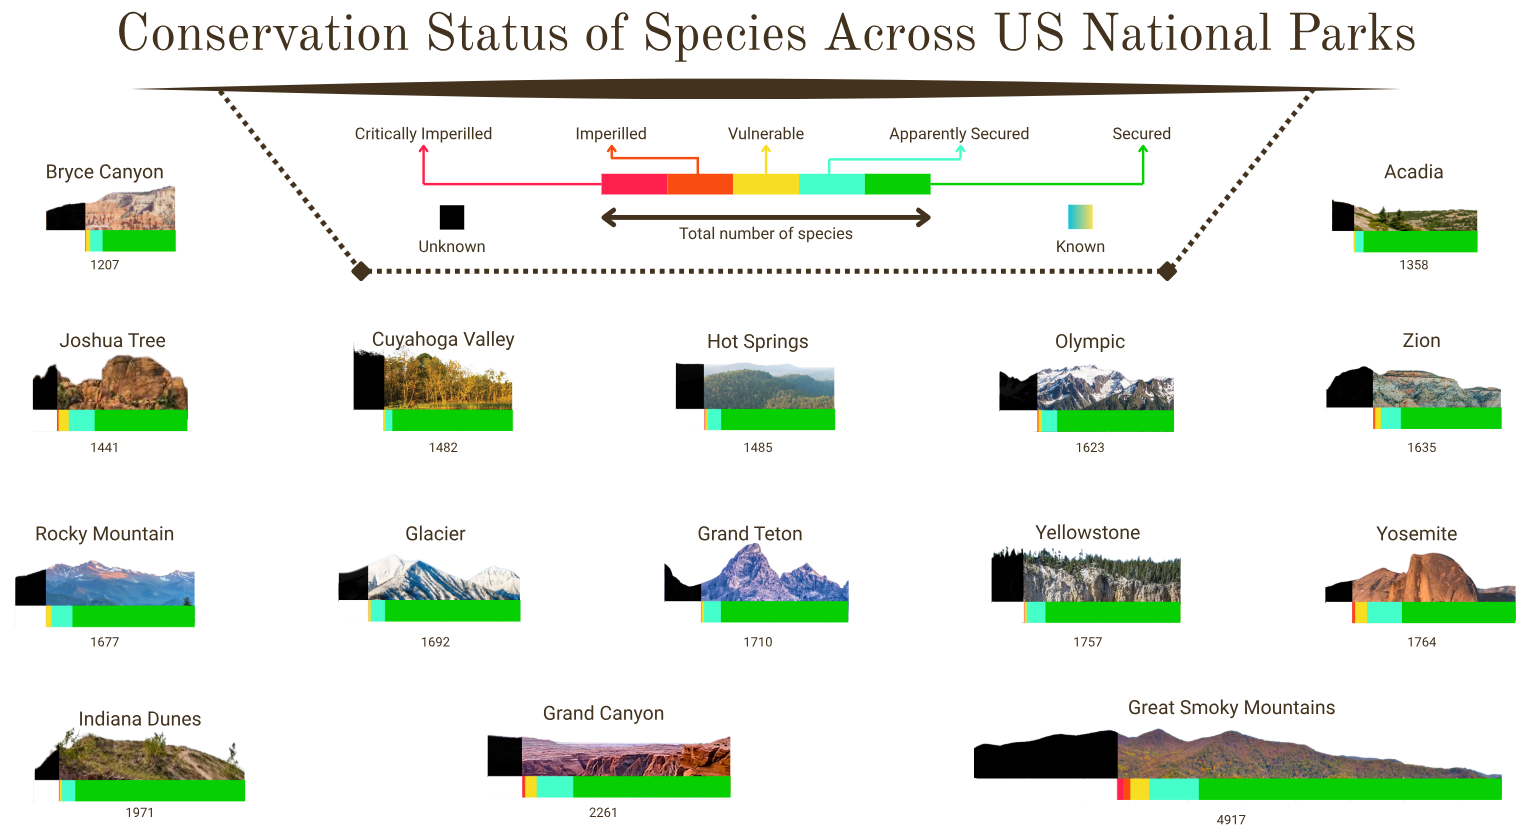 Conservation Status of Species Across US National Parks
Critically Imperilled
Imperilled
Vulnerable
Apparently Secured
Secured
Unknown
Total number of species
Known
Bryce Canyon
1207
Acadia
1358
Joshua Tree
1441
Cuyahoga Valley
1482
Hot Springs
1485
Olympic
1623
Zion
1635
Rocky Mountain
1677
Glacier
1692
Grand Teton
1710
Yellowstone
1757
Yosemite
1764
Indiana Dunes
1971
Grand Canyon
2261
Great Smoky Mountains
4917